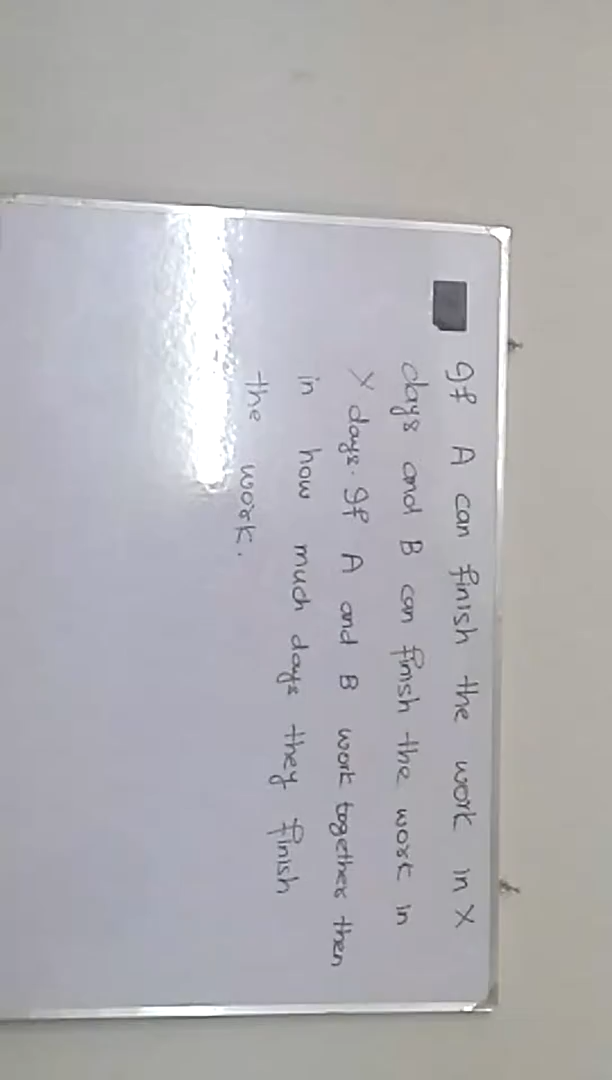 If A can finish the work in X
days and B can finish the work in
Y days. If A and B work together then
in how much days they finish
the work.